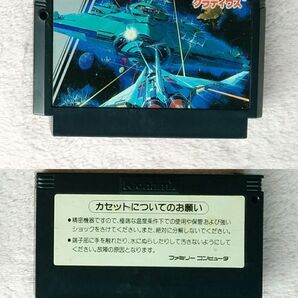 グラディウス
Konami
カセットについてのお願い
●精密機器ですので、極端な温度条件下での使用や保管および強い
ショックをさけてください。また、絶対に分解しないでください。
●端子部に手を触れたり、水にぬらしたりして汚さないようにして
ください。故障の原因となります。
ファミリー コンピュータ